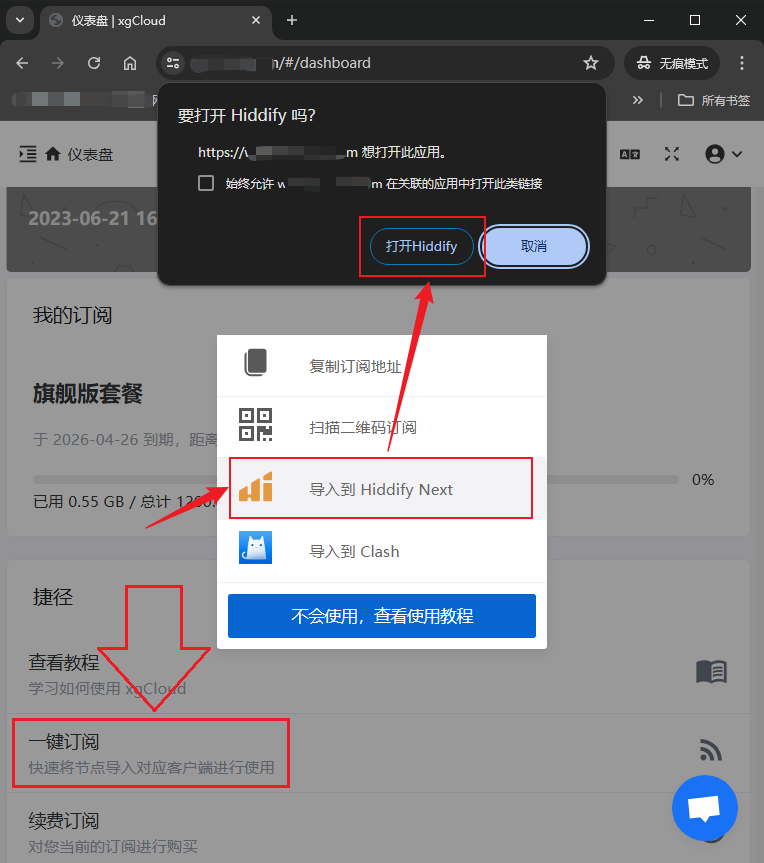 仪表盘 | xgCloud
/#/dashboard
无痕模式
所有书签
要打开 Hiddify 吗?
https://
m 想打开此应用。
始终允许 w
m 在关联的应用中打开此类链接
打开Hiddify
取消
仪表盘
2023-06-21 16
我的订阅
复制订阅地址
旗舰版套餐
扫描二维码订阅
于 2026-04-26 到期，距离
导入到 Hiddify Next
0%
已用 0.55 GB / 总计
导入到 Clash
捷径
不会使用，查看使用教程
查看教程
学习如何使用 xgCloud
一键订阅
快速将节点导入对应客户端进行使用
续费订阅
对您当前的订阅进行购买